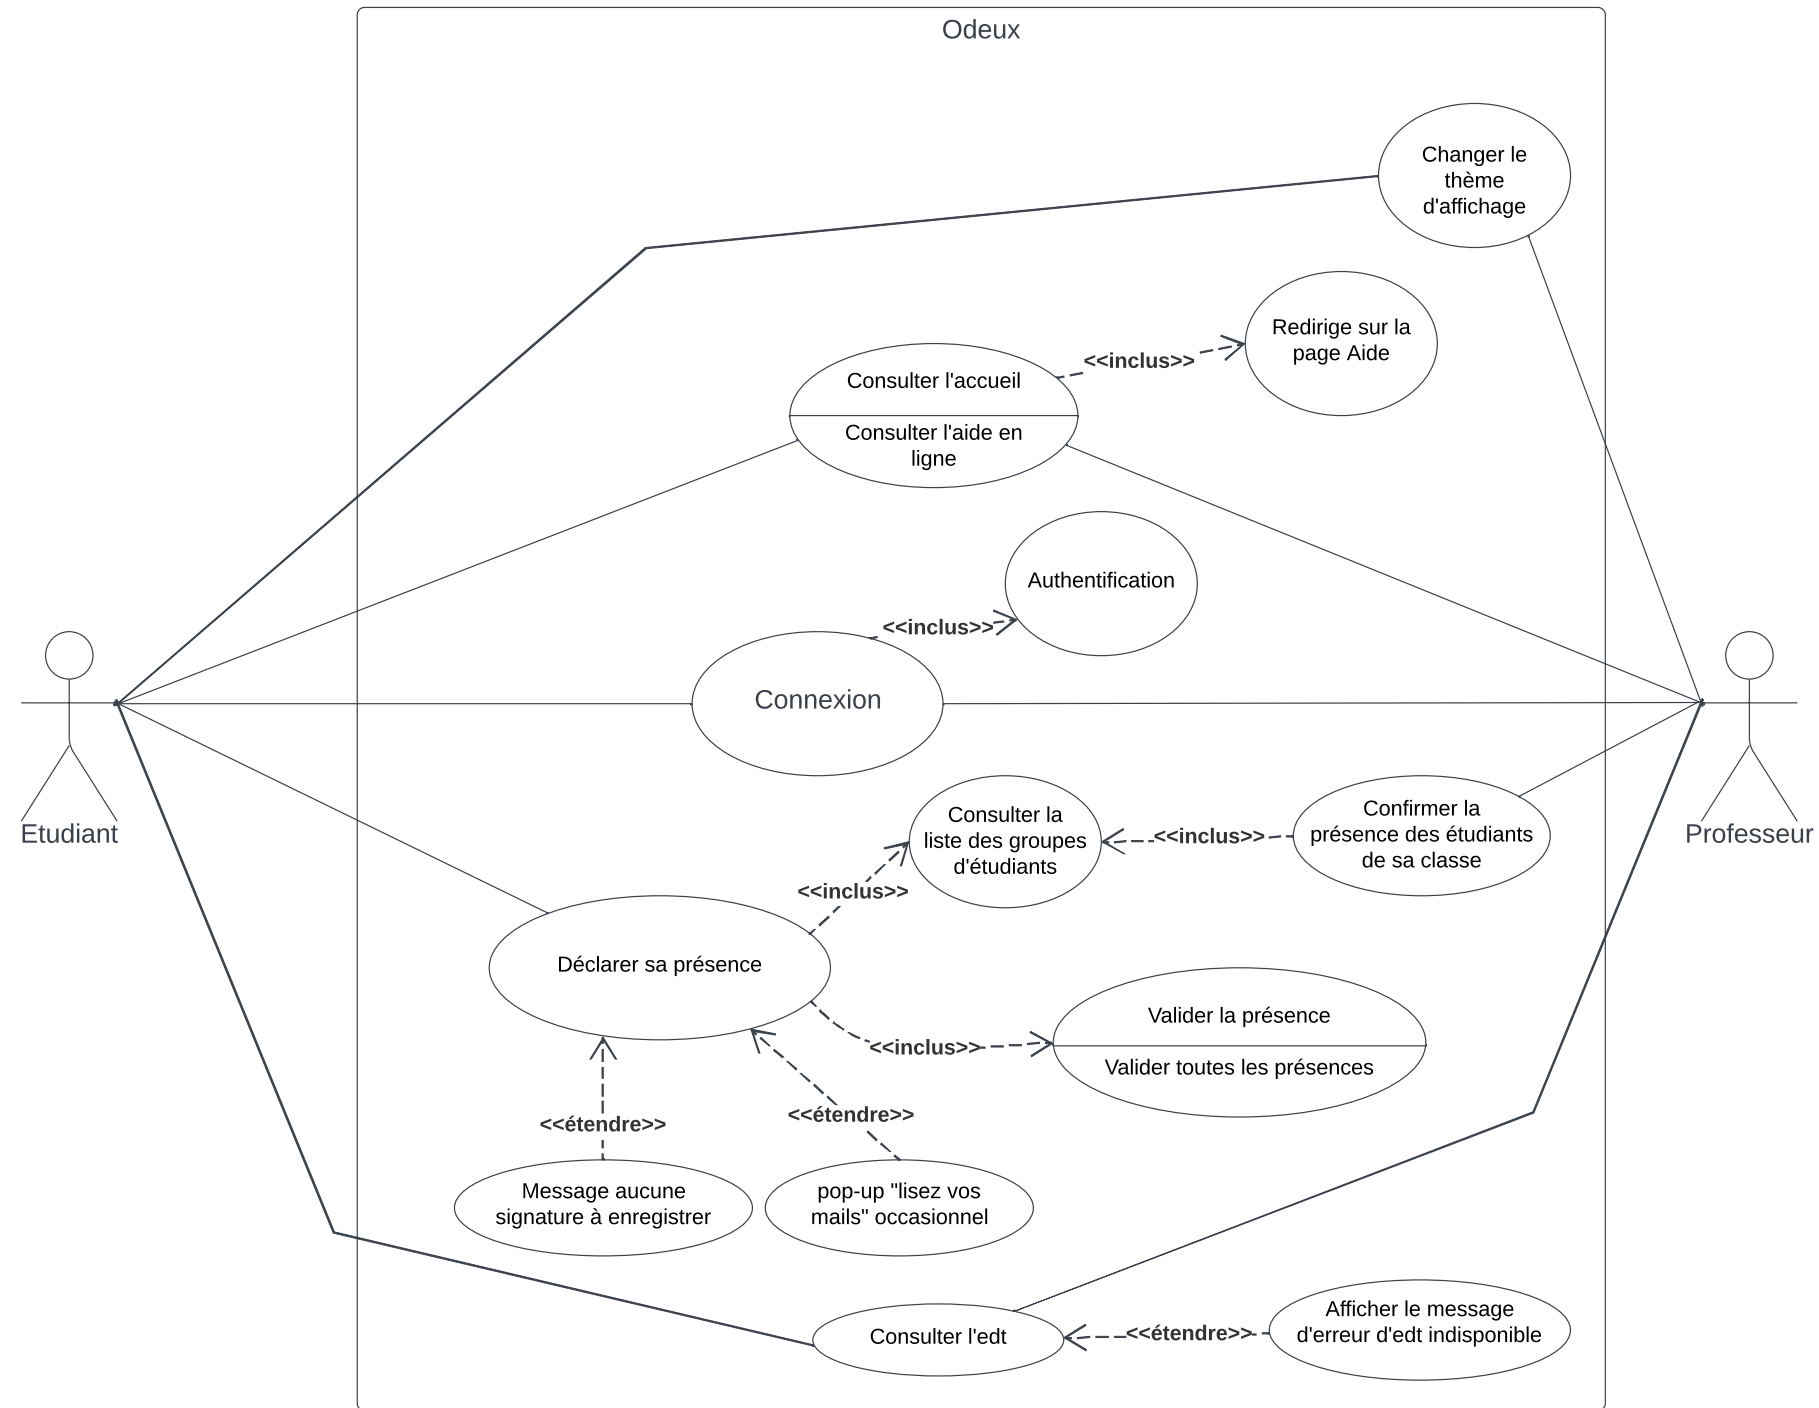 Odeux
Changer le
thème
d'affichage
Redirige sur la
page Aide
<<inclus>>
Consulter l'accueil
Consulter l'aide en
ligne
Authentification
<<inclus>>
Connexion
Etudiant
Professeur
Consulter la
liste des groupes
d'étudiants
<<inclus>>
Confirmer la
présence des étudiants
de sa classe
<<inclus>>
Déclarer sa présence
<<inclus>>
Valider la présence
Valider toutes les présences
<<étendre>>
<<étendre>>
Message aucune
signature à enregistrer
pop-up "lisez vos
mails" occasionnel
Consulter l'edt
<<étendre>>
Afficher le message
d'erreur d'edt indisponible